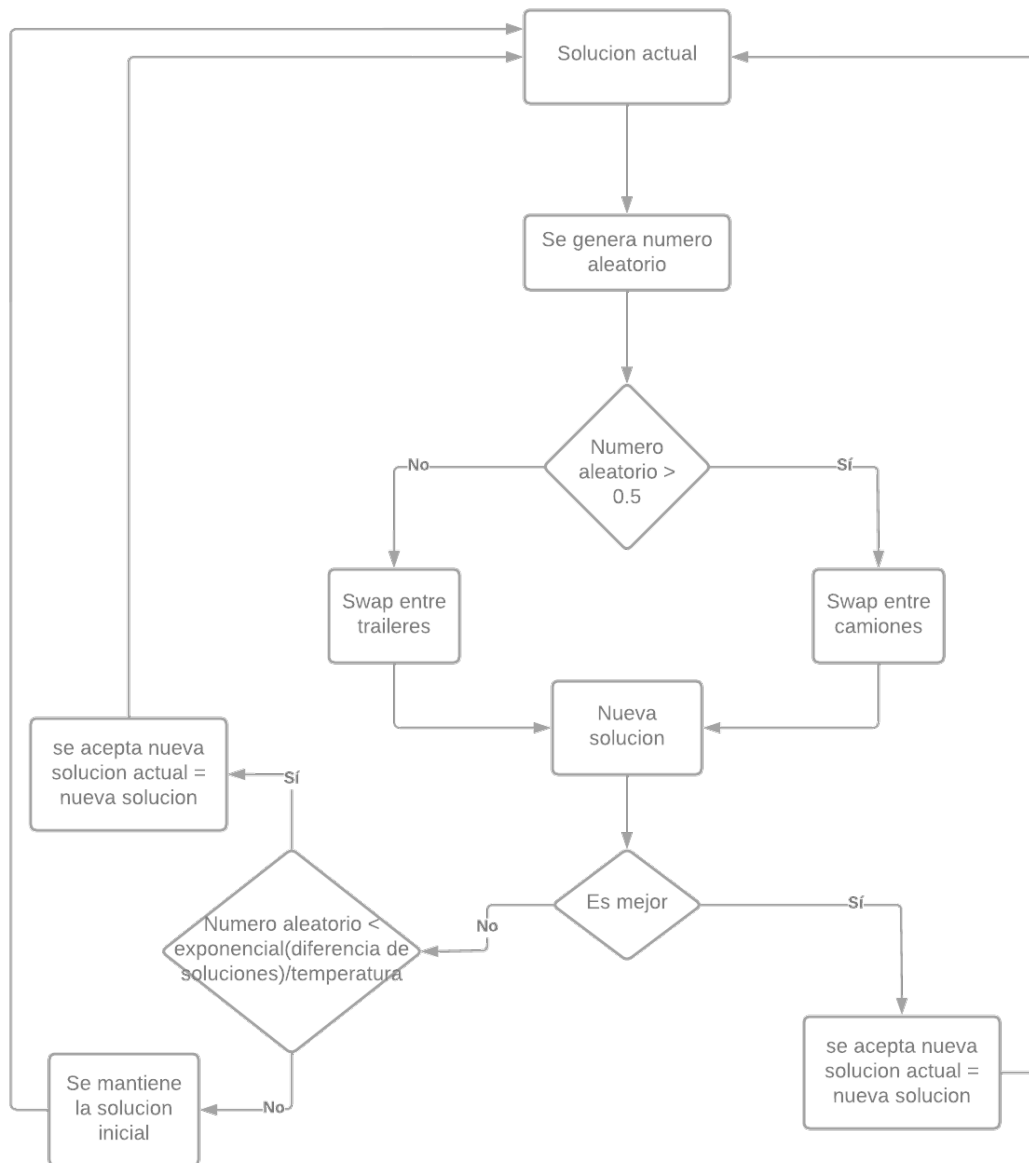 Solucion actual
Se genera numero
aleatorio
Numero
aleatorio >
0.5
No
Sí
Swap entre
traileres
Swap entre
camiones
Nueva
solucion
se acepta nueva
solucion actual =
nueva solucion
Sí
Es mejor
No
Sí
Numero aleatorio <
exponencial(diferencia de
soluciones)/temperatura
se acepta nueva
solucion actual =
nueva solucion
Se mantiene
la solucion
inicial
No